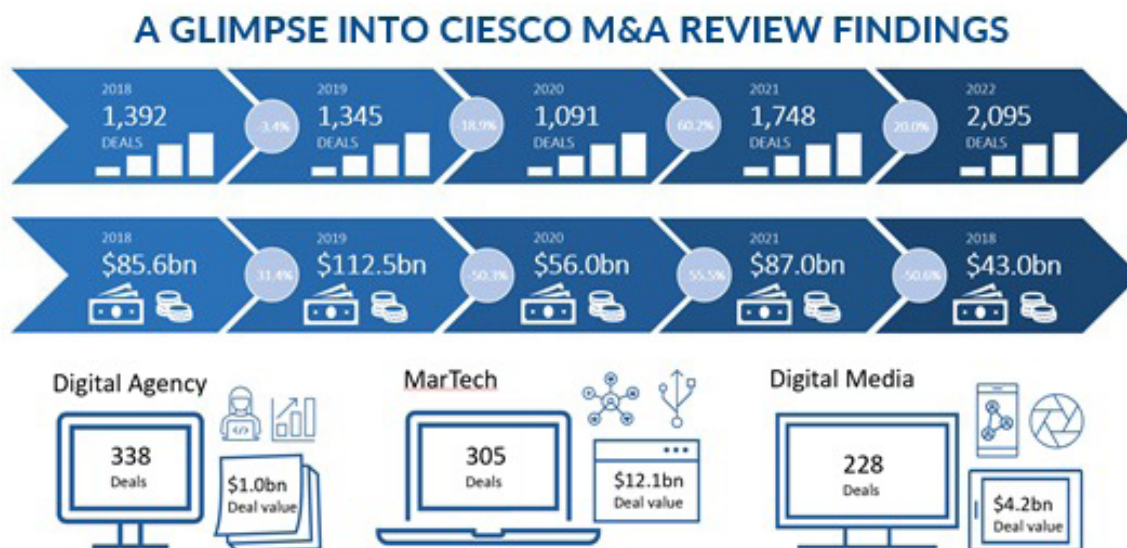 A GLIMPSE INTO CIESCO M&A REVIEW FINDINGS
2018
1,392
DEALS
-3.4%
2019
1,345
DEALS
-18.9%
2020
1,091
DEALS
60.2%
2021
1,748
DEALS
20.0%
2022
2,095
DEALS
2018
$85.6bn
31.4%
2019
$112.5bn
-50.3%
2020
$56.0bn
55.5%
2021
$87.0bn
-50.6%
2018
$43.0bn
Digital Agency
338
Deals
</>
$1.0bn
Deal value
MarTech
305
Deals
$12.1bn
Deal value
Digital Media
228
Deals
$4.2bn
Deal value